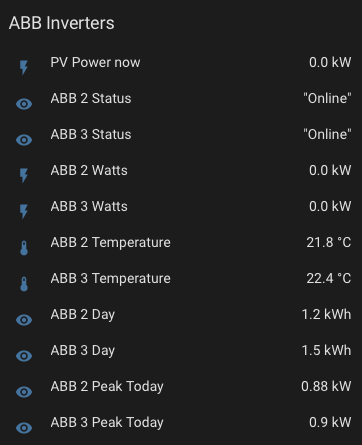 ABB Inverters
PV Power now 0.0 kW
ABB 2 Status "Online"
ABB 3 Status "Online"
ABB 2 Watts 0.0 kW
ABB 3 Watts 0.0 kW
ABB 2 Temperature 21.8 °C
ABB 3 Temperature 22.4 °C
ABB 2 Day 1.2 kWh
ABB 3 Day 1.5 kWh
ABB 2 Peak Today 0.88 kW
ABB 3 Peak Today 0.9 kW